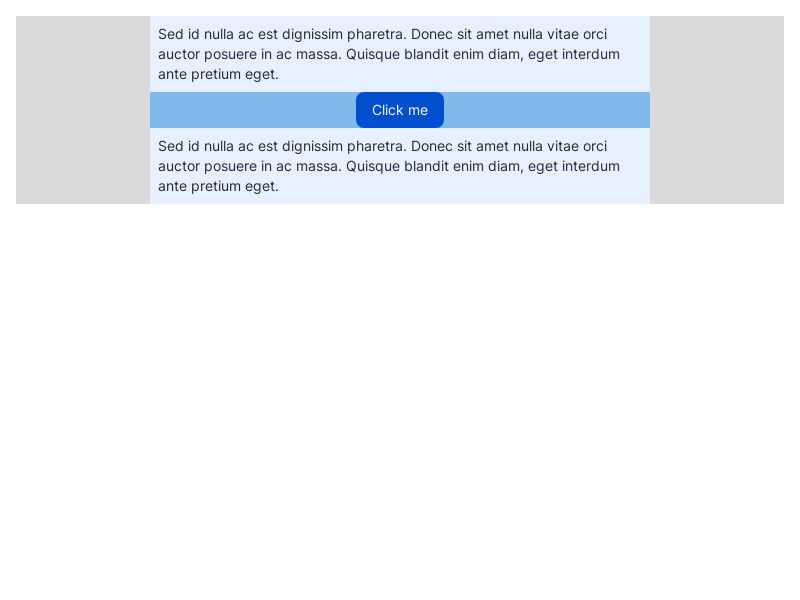 Sed id nulla ac est dignissim pharetra. Donec sit amet nulla vitae orci
auctor posuere in ac massa. Quisque blandit enim diam, eget interdum
ante pretium eget.
Click me
Sed id nulla ac est dignissim pharetra. Donec sit amet nulla vitae orci
auctor posuere in ac massa. Quisque blandit enim diam, eget interdum
ante pretium eget.